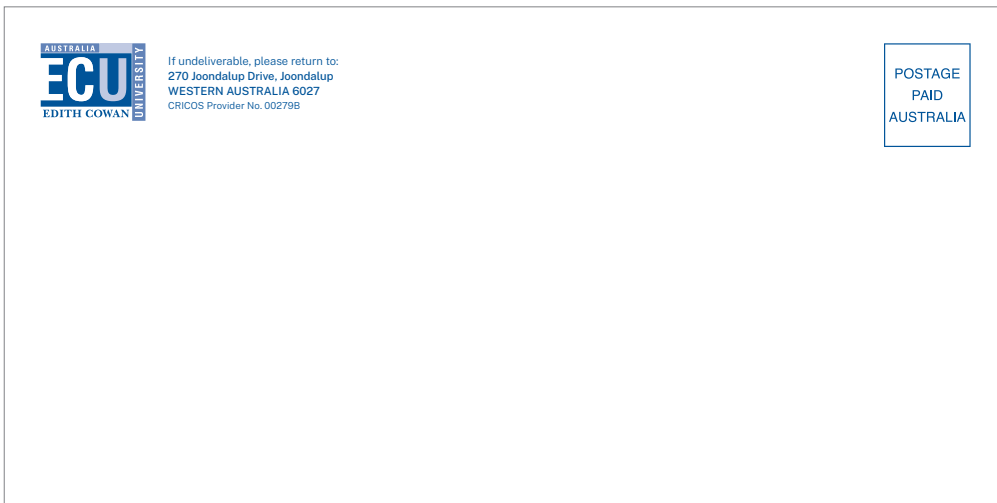 AUSTRALIA
ECU
UNIVERSITY
EDITH COWAN
If undeliverable, please return to:
270 Joondalup Drive, Joondalup
WESTERN AUSTRALIA 6027
CRICOS Provider No. 00279B
POSTAGE
PAID
AUSTRALIA